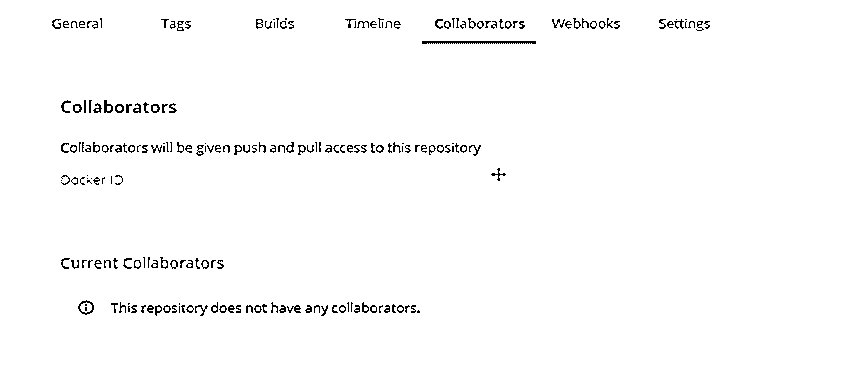 General Tags Builds Timeline Collaborators Webhooks Settings
Collaborators
Collaborators will be given push and pull access to this repository
Docker ID
Current Collaborators
This repository does not have any collaborators.